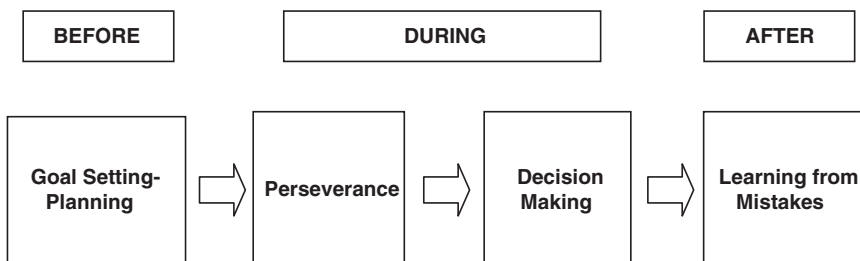 BEFORE
DURING
AFTER
Goal Setting-
Planning
Perseverance
Decision
Making
Learning from
Mistakes